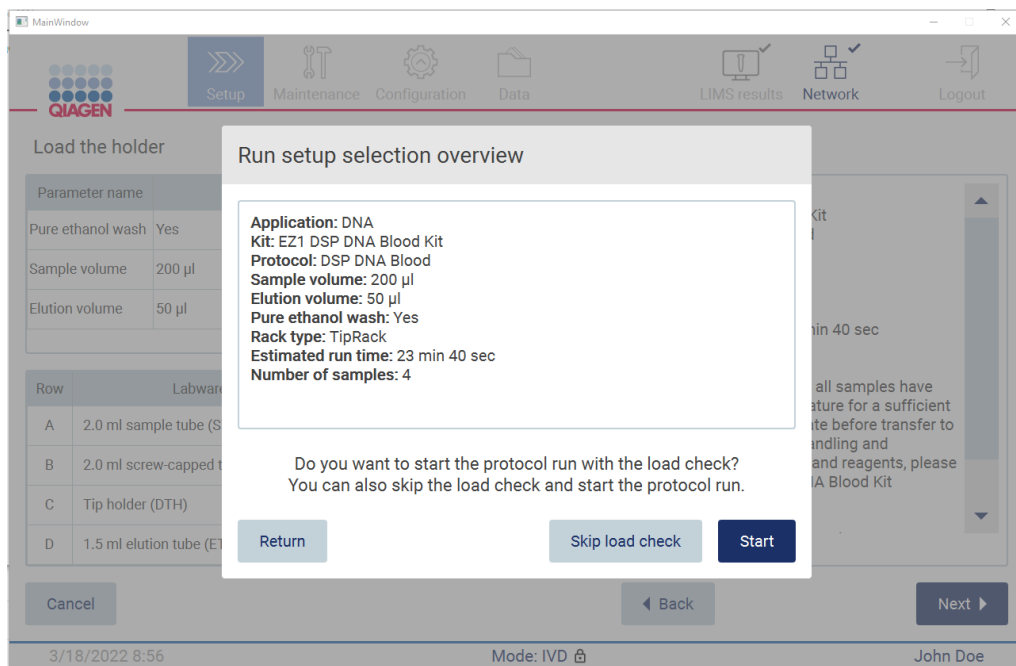 MainWindow
QIAGEN
Setup
Maintenance
Configuration
Data
LIMS results
Network
Logout
Load the holder
Parameter name
Pure ethanol wash Yes
Sample volume 200 µl
Elution volume 50 µl
Row Labware
A 2.0 ml sample tube (S
B 2.0 ml screw-capped t
C Tip holder (DTH)
D 1.5 ml elution tube (ET
Run setup selection overview
Application: DNA
Kit: EZ1 DSP DNA Blood Kit
Protocol: DSP DNA Blood
Sample volume: 200 µl
Elution volume: 50 µl
Pure ethanol wash: Yes
Rack type: TipRack
Estimated run time: 23 min 40 sec
Number of samples: 4
Do you want to start the protocol run with the load check?
You can also skip the load check and start the protocol run.
Return
Skip load check
Start
Kit
in 40 sec
all samples have
ature for a sufficient
te before transfer to
andling and
and reagents, please
A Blood Kit
Cancel
Back
Next
3/18/2022 8:56
Mode: IVD
John Doe